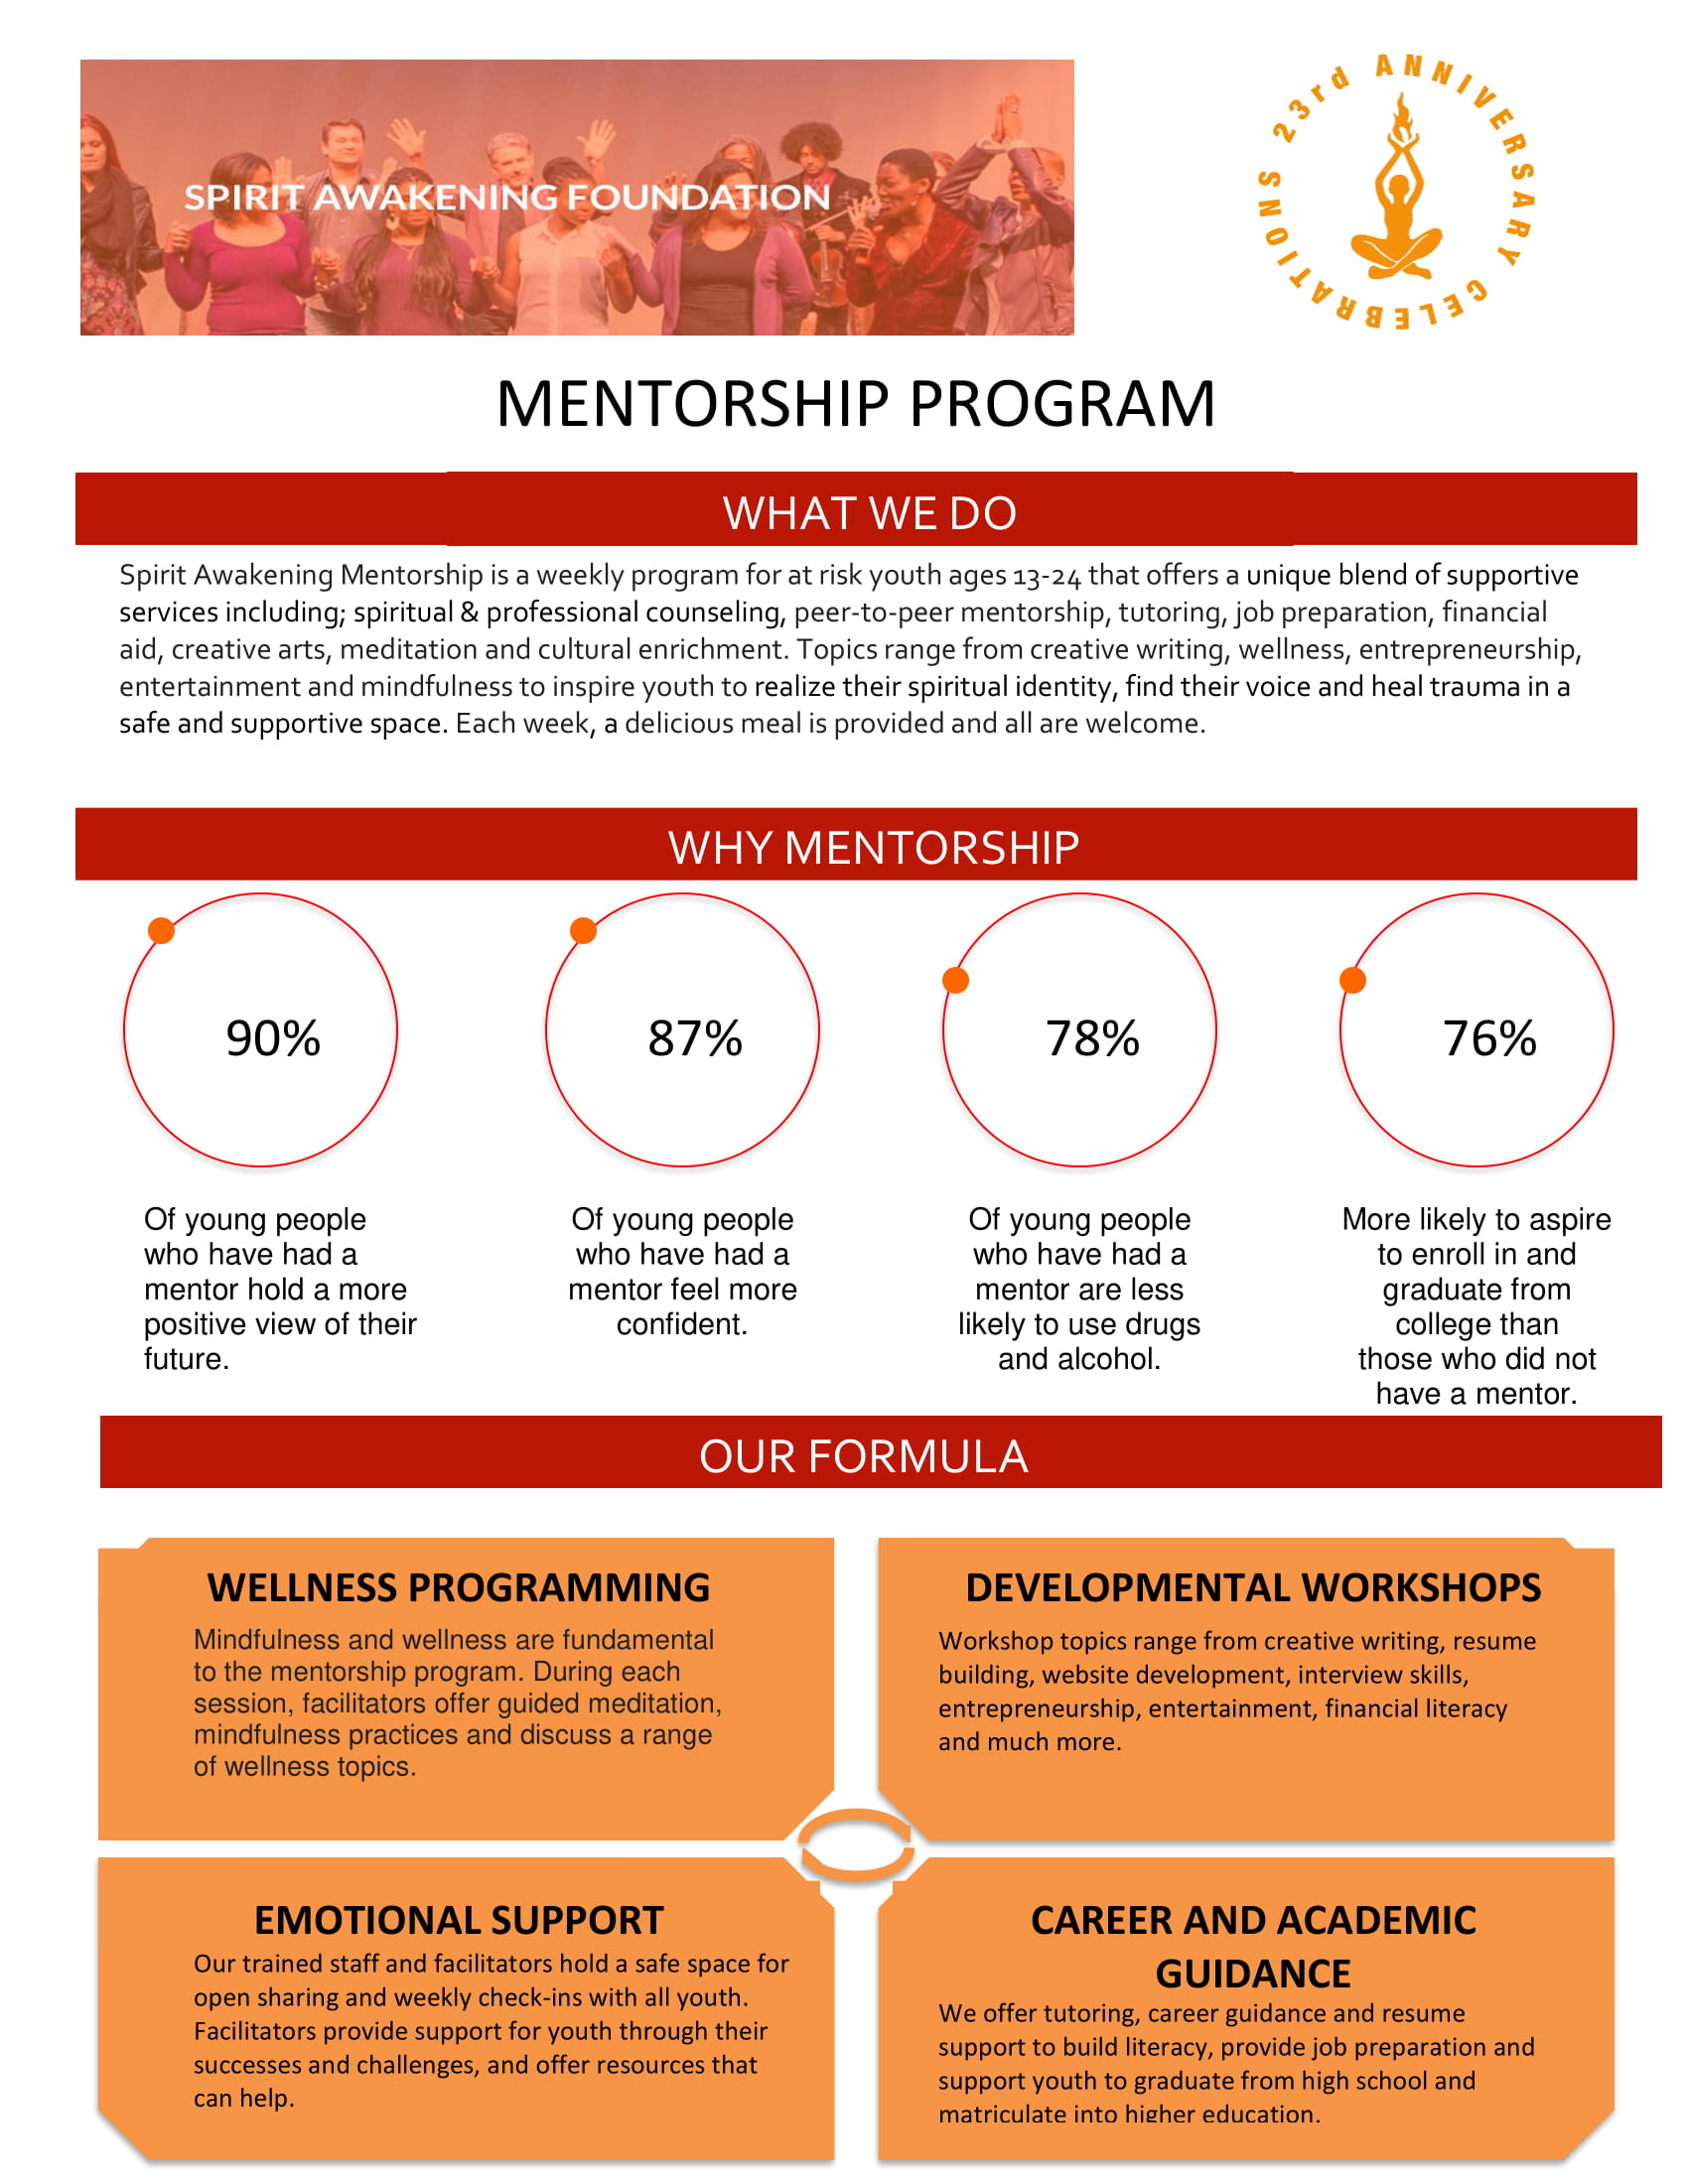 SPIRIT AWAKENING FOUNDATION
23rd ANNIVERSARY CELEBRATIONS
MENTORSHIP PROGRAM
WHAT WE DO
Spirit Awakening Mentorship is a weekly program for at risk youth ages 13-24 that offers a unique blend of supportive
services including; spiritual & professional counseling, peer-to-peer mentorship, tutoring, job preparation, financial
aid, creative arts, meditation and cultural enrichment. Topics range from creative writing, wellness, entrepreneurship,
entertainment and mindfulness to inspire youth to realize their spiritual identity, find their voice and heal trauma in a
safe and supportive space. Each week, a delicious meal is provided and all are welcome.
WHY MENTORSHIP
90%
Of young people
who have had a
mentor hold a more
positive view of their
future.
87%
Of young people
who have had a
mentor feel more
confident.
78%
Of young people
who have had a
mentor are less
likely to use drugs
and alcohol.
76%
More likely to aspire
to enroll in and
graduate from
college than
those who did not
have a mentor.
OUR FORMULA
WELLNESS PROGRAMMING
Mindfulness and wellness are fundamental
to the mentorship program. During each
session, facilitators offer guided meditation,
mindfulness practices and discuss a range
of wellness topics.
DEVELOPMENTAL WORKSHOPS
Workshop topics range from creative writing, resume
building, website development, interview skills,
entrepreneurship, entertainment, financial literacy
and much more.
EMOTIONAL SUPPORT
Our trained staff and facilitators hold a safe space for
open sharing and weekly check-ins with all youth.
Facilitators provide support for youth through their
successes and challenges, and offer resources that
can help.
CAREER AND ACADEMIC
GUIDANCE
We offer tutoring, career guidance and resume
support to build literacy, provide job preparation and
support youth to graduate from high school and
matriculate into higher education.